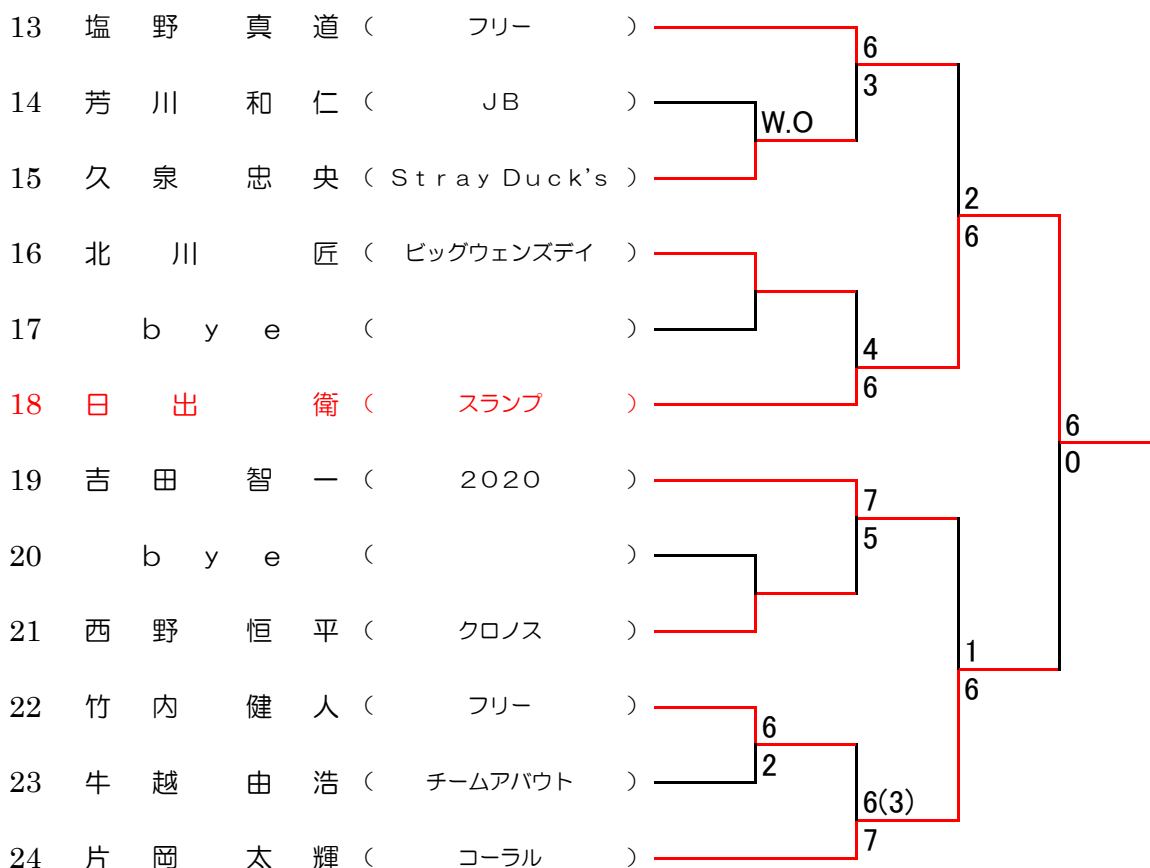 13 塩野 真道 ( フリー )
6
3
14 芳川 和仁 ( JB )
W.O
15 久泉 忠央 ( Stray Duck's )
2
6
16 北川 匠 ( ビッグウェンズデイ )
17 bye ( )
4
6
18 日出 衛 ( スランプ )
6
0
19 吉田 智一 ( 2020 )
7
5
20 bye ( )
21 西野 恒平 ( クロノス )
1
6
22 竹内 健人 ( フリー )
6
2
23 牛越 由浩 ( チームアバウト )
6(3)
7
24 片岡 太輝 ( コーラル )